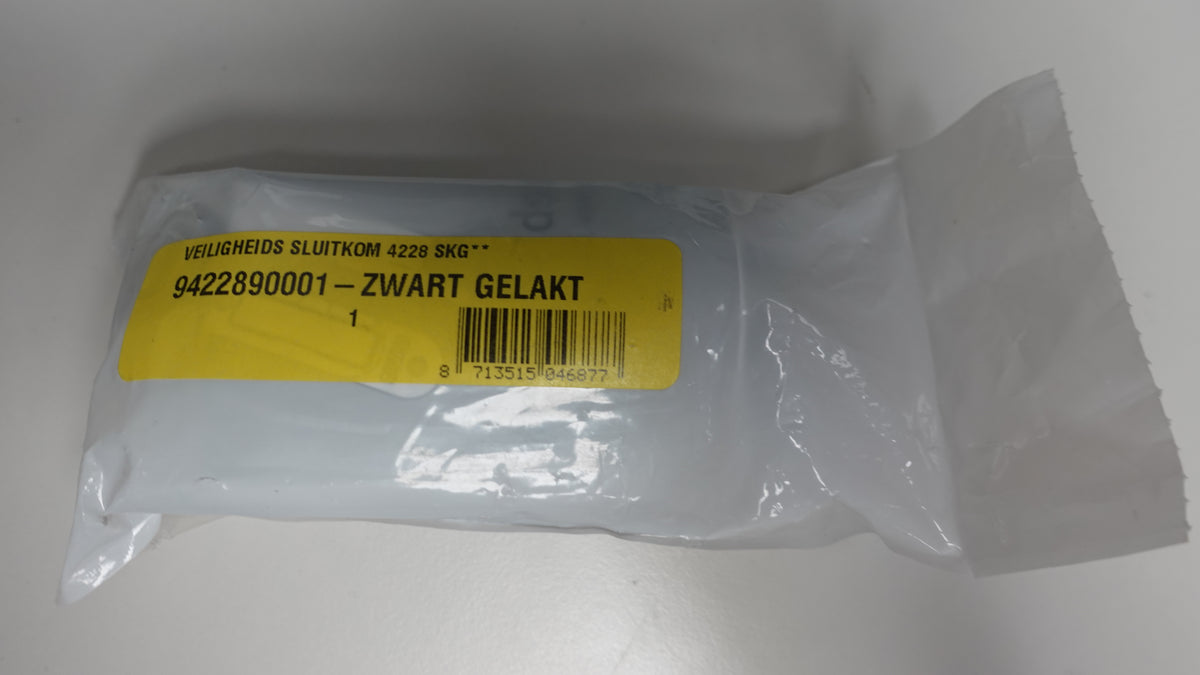 VEILIGHEIDS SLUITKOM 4228 SKG**
9422890001 – ZWART GELAKT
1
8 713515 046877